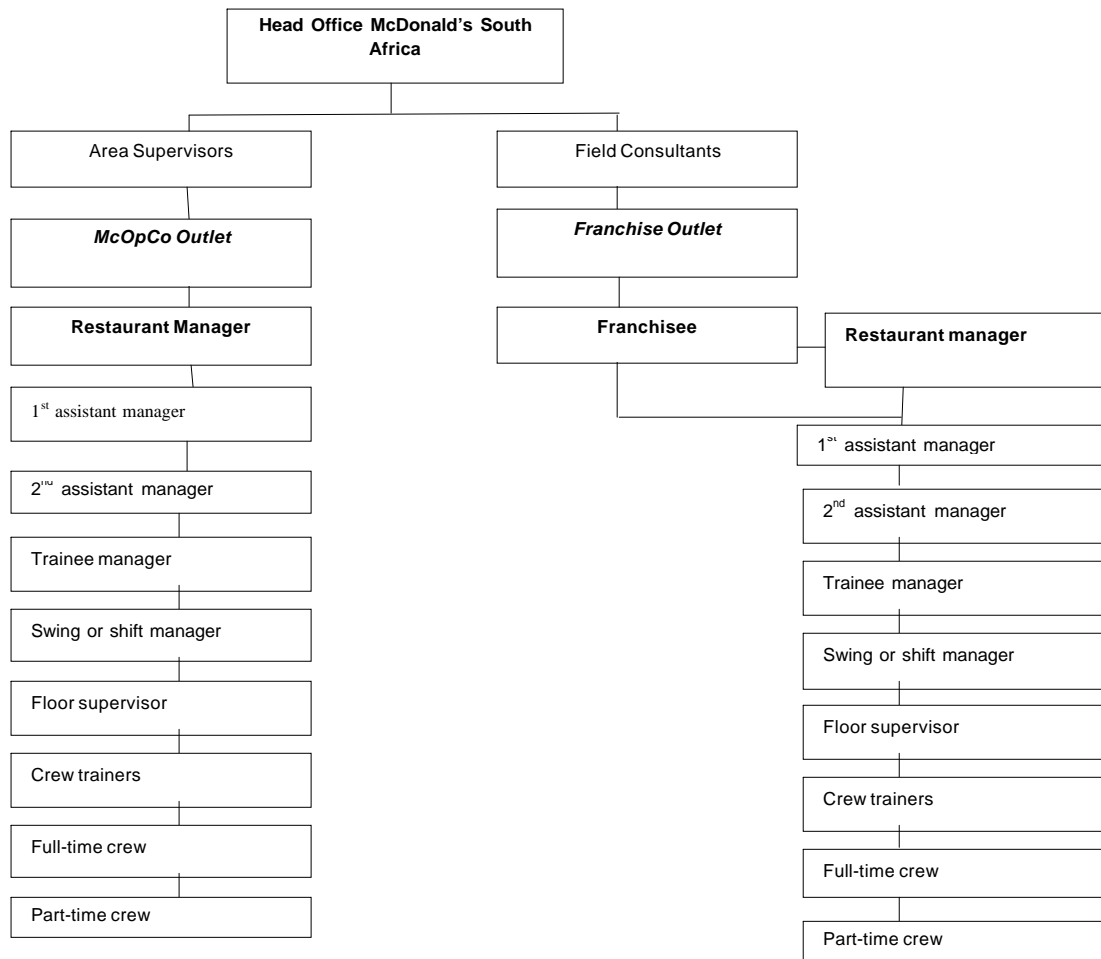 Head Office McDonald's South
Africa
Area Supervisors
Field Consultants
McOpCo Outlet
Franchise Outlet
Restaurant Manager
Franchisee
Restaurant manager
1st assistant manager
1st assistant manager
2nd assistant manager
2nd assistant manager
Trainee manager
Trainee manager
Swing or shift manager
Swing or shift manager
Floor supervisor
Floor supervisor
Crew trainers
Crew trainers
Full-time crew
Full-time crew
Part-time crew
Part-time crew